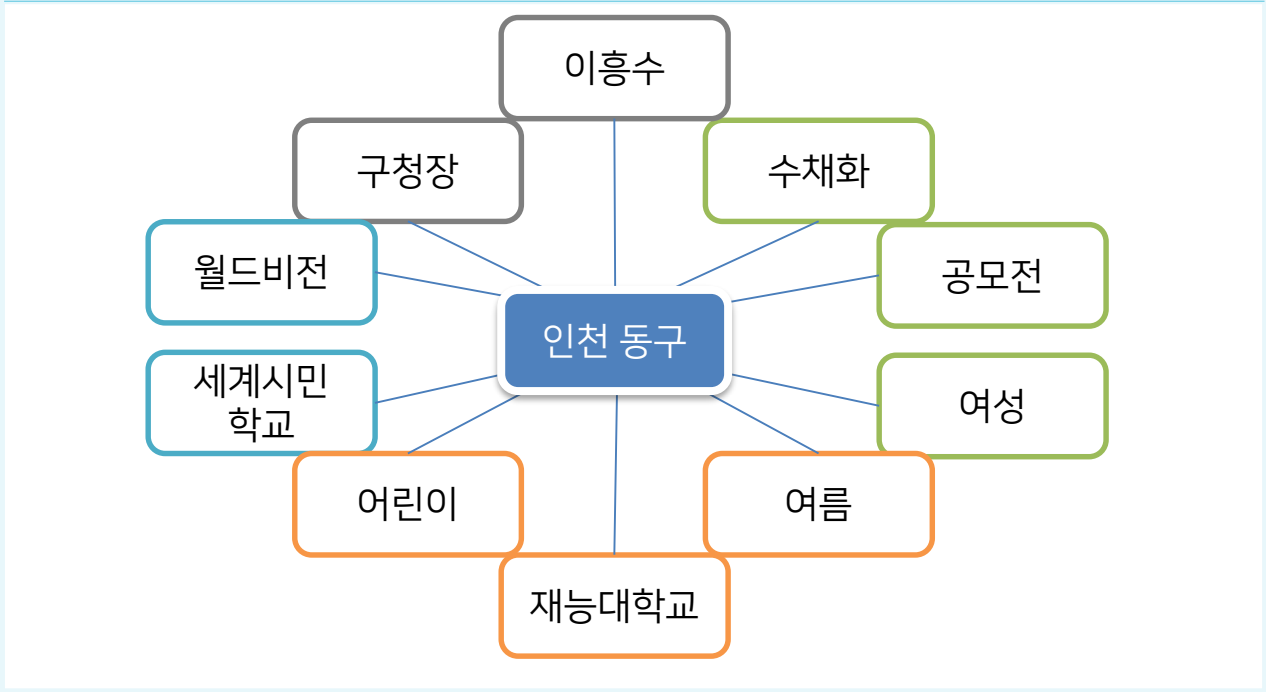 이흥수
구청장
수채화
월드비전
공모전
인천 동구
세계시민
학교
여성
어린이
여름
재능대학교